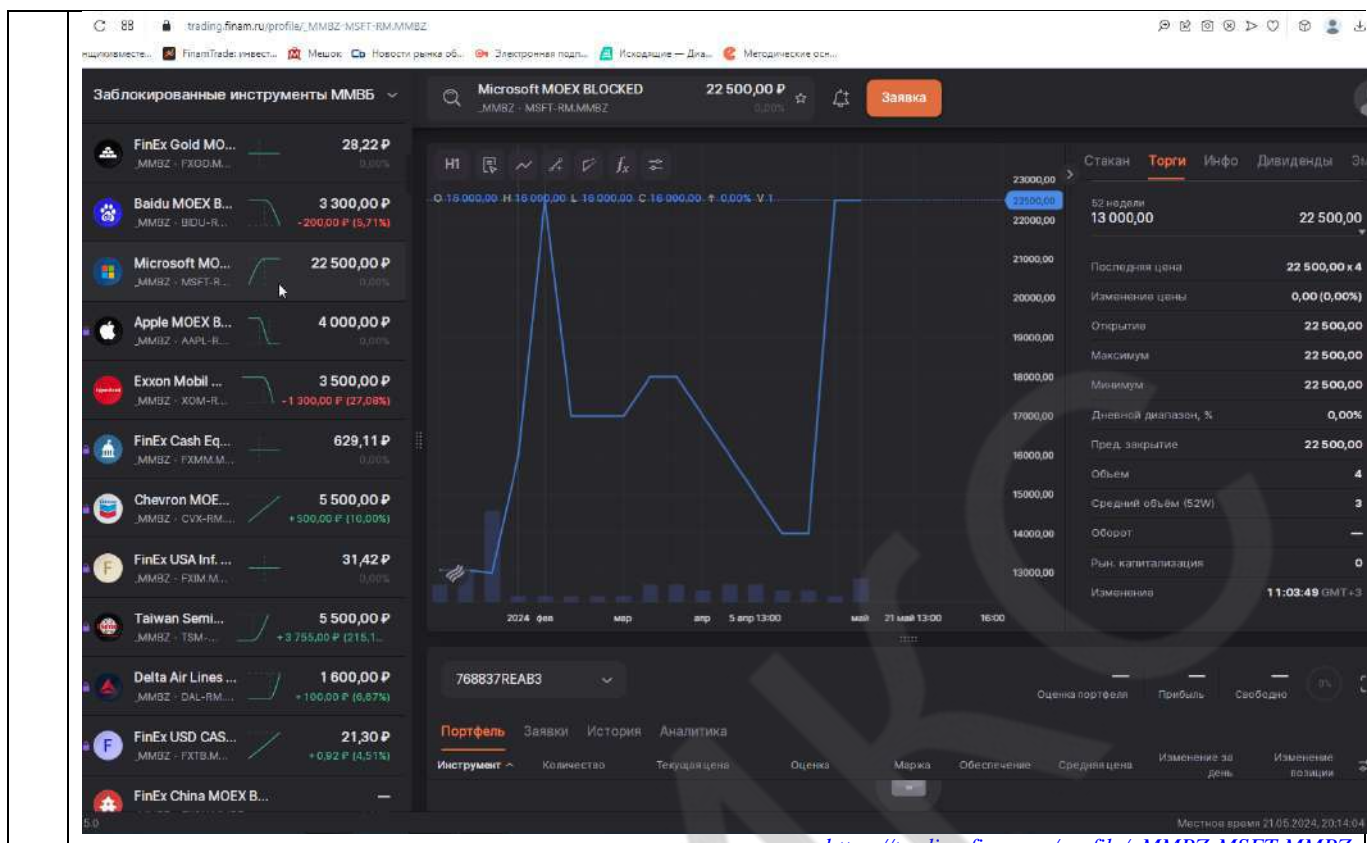 trading.finam.ru/profile/_MMBZ-MSFT-RM.MMBZ
нщикивместе... FinamTrade: инвест... Мешок Новости рынка об... Электронная подп... Исходящие — Диа... Методические осн...
Заблокированные инструменты ММВБ
Microsoft MOEX BLOCKED 22 500,00 ₽
_MMBZ - MSFT-RM.MMBZ 0,00%
Заявка
FinEx Gold MO... 28,22 ₽
_MMBZ - FXGD.M... 0,00%
Baidu MOEX B... 3 300,00 ₽
_MMBZ - BIDU-R... -200,00 ₽ (5,71%)
Microsoft MO... 22 500,00 ₽
_MMBZ - MSFT-R... 0,00%
Apple MOEX B... 4 000,00 ₽
_MMBZ - AAPL-R... 0,00%
Exxon Mobil ... 3 500,00 ₽
_MMBZ - XOM-R... -1 300,00 ₽ (27,08%)
FinEx Cash Eq... 629,11 ₽
_MMBZ - FXMM.M... 0,00%
Chevron MOE... 5 500,00 ₽
_MMBZ - CVX-RM.... +500,00 ₽ (10,00%)
FinEx USA Inf. ... 31,42 ₽
_MMBZ - FXIM.M... 0,00%
Taiwan Semi... 5 500,00 ₽
_MMBZ - TSM-... +3 755,00 ₽ (215,1...
Delta Air Lines ... 1 600,00 ₽
_MMBZ - DAL-RM.... +100,00 ₽ (6,67%)
FinEx USD CAS... 21,30 ₽
_MMBZ - FXTB.M... +0,92 ₽ (4,51%)
FinEx China MOEX B... —
5.0
H1
O 16 000,00 H 16 000,00 L 16 000,00 C 16 000,00 ↑ 0,00% V 1
23000,00
22500,00
22000,00
21000,00
20000,00
19000,00
18000,00
17000,00
16000,00
15000,00
14000,00
13000,00
2024 фев мар апр 5 апр 13:00 май 21 май 13:00 16:00
Стакан Торги Инфо Дивиденды Эм
52 недели
13 000,00 22 500,00
Последняя цена 22 500,00 x 4
Изменение цены 0,00 (0,00%)
Открытие 22 500,00
Максимум 22 500,00
Минимум 22 500,00
Дневной диапазон, % 0,00%
Пред. закрытие 22 500,00
Объем 4
Средний объём (52W) 3
Оборот —
Рын. капитализация 0
Изменение 11:03:49 GMT+3
768837REAB3
— — — 0%
Оценка портфеля Прибыль Свободно
Портфель Заявки История Аналитика
Инструмент Количество Текущая цена Оценка Маржа Обеспечение Средняя цена Изменение за день Изменение позиции
Местное время 21.05.2024, 20:14:04